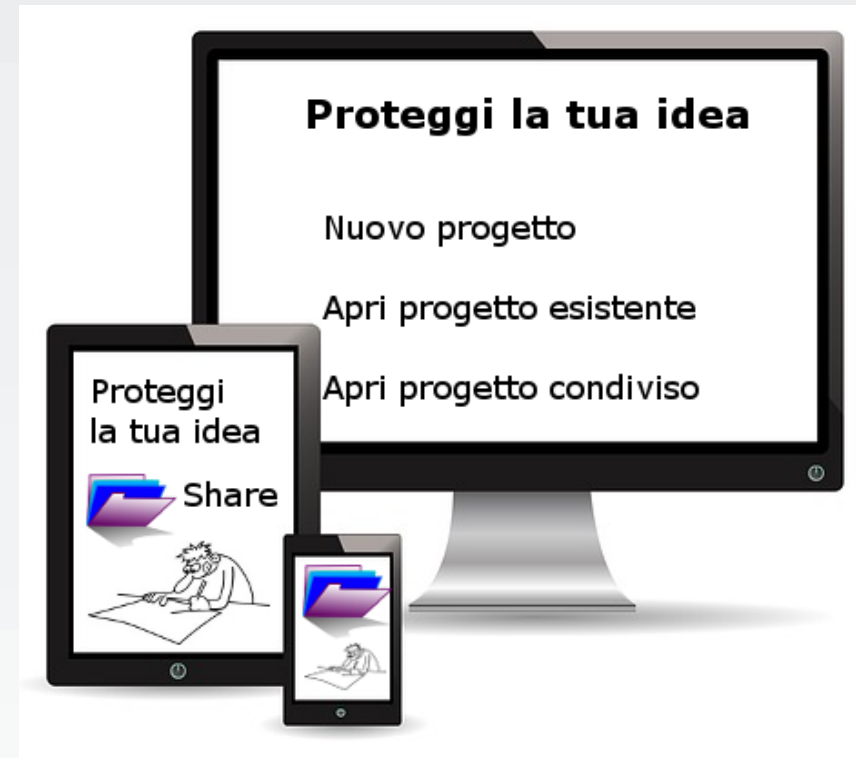 Proteggi la tua idea
Nuovo progetto
Apri progetto esistente
Apri progetto condiviso
Proteggi
la tua idea
Share